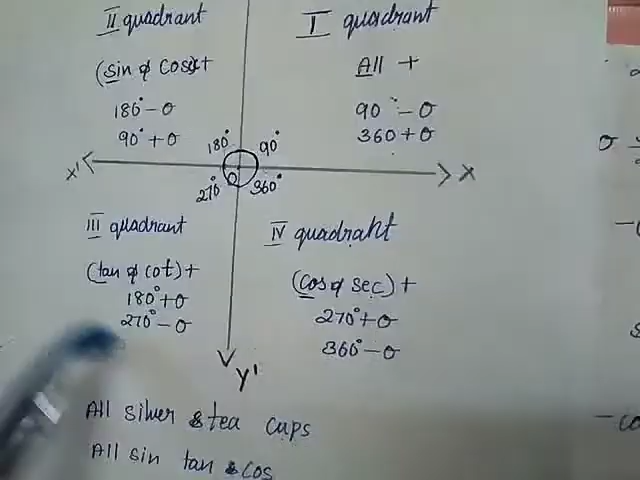 II quadrant
(sin & cosec)+
180°-θ
90°+θ
I quadrant
All +
90°-θ
360+θ
180°
90°
270
360°
O
X'
X
III quadrant
(tan & cot)+
180°+θ
270°-θ
IV quadrant
(cos & sec)+
270°+θ
360°-θ
Y'
All silver & tea cups
All sin tan & cos
θ
-co